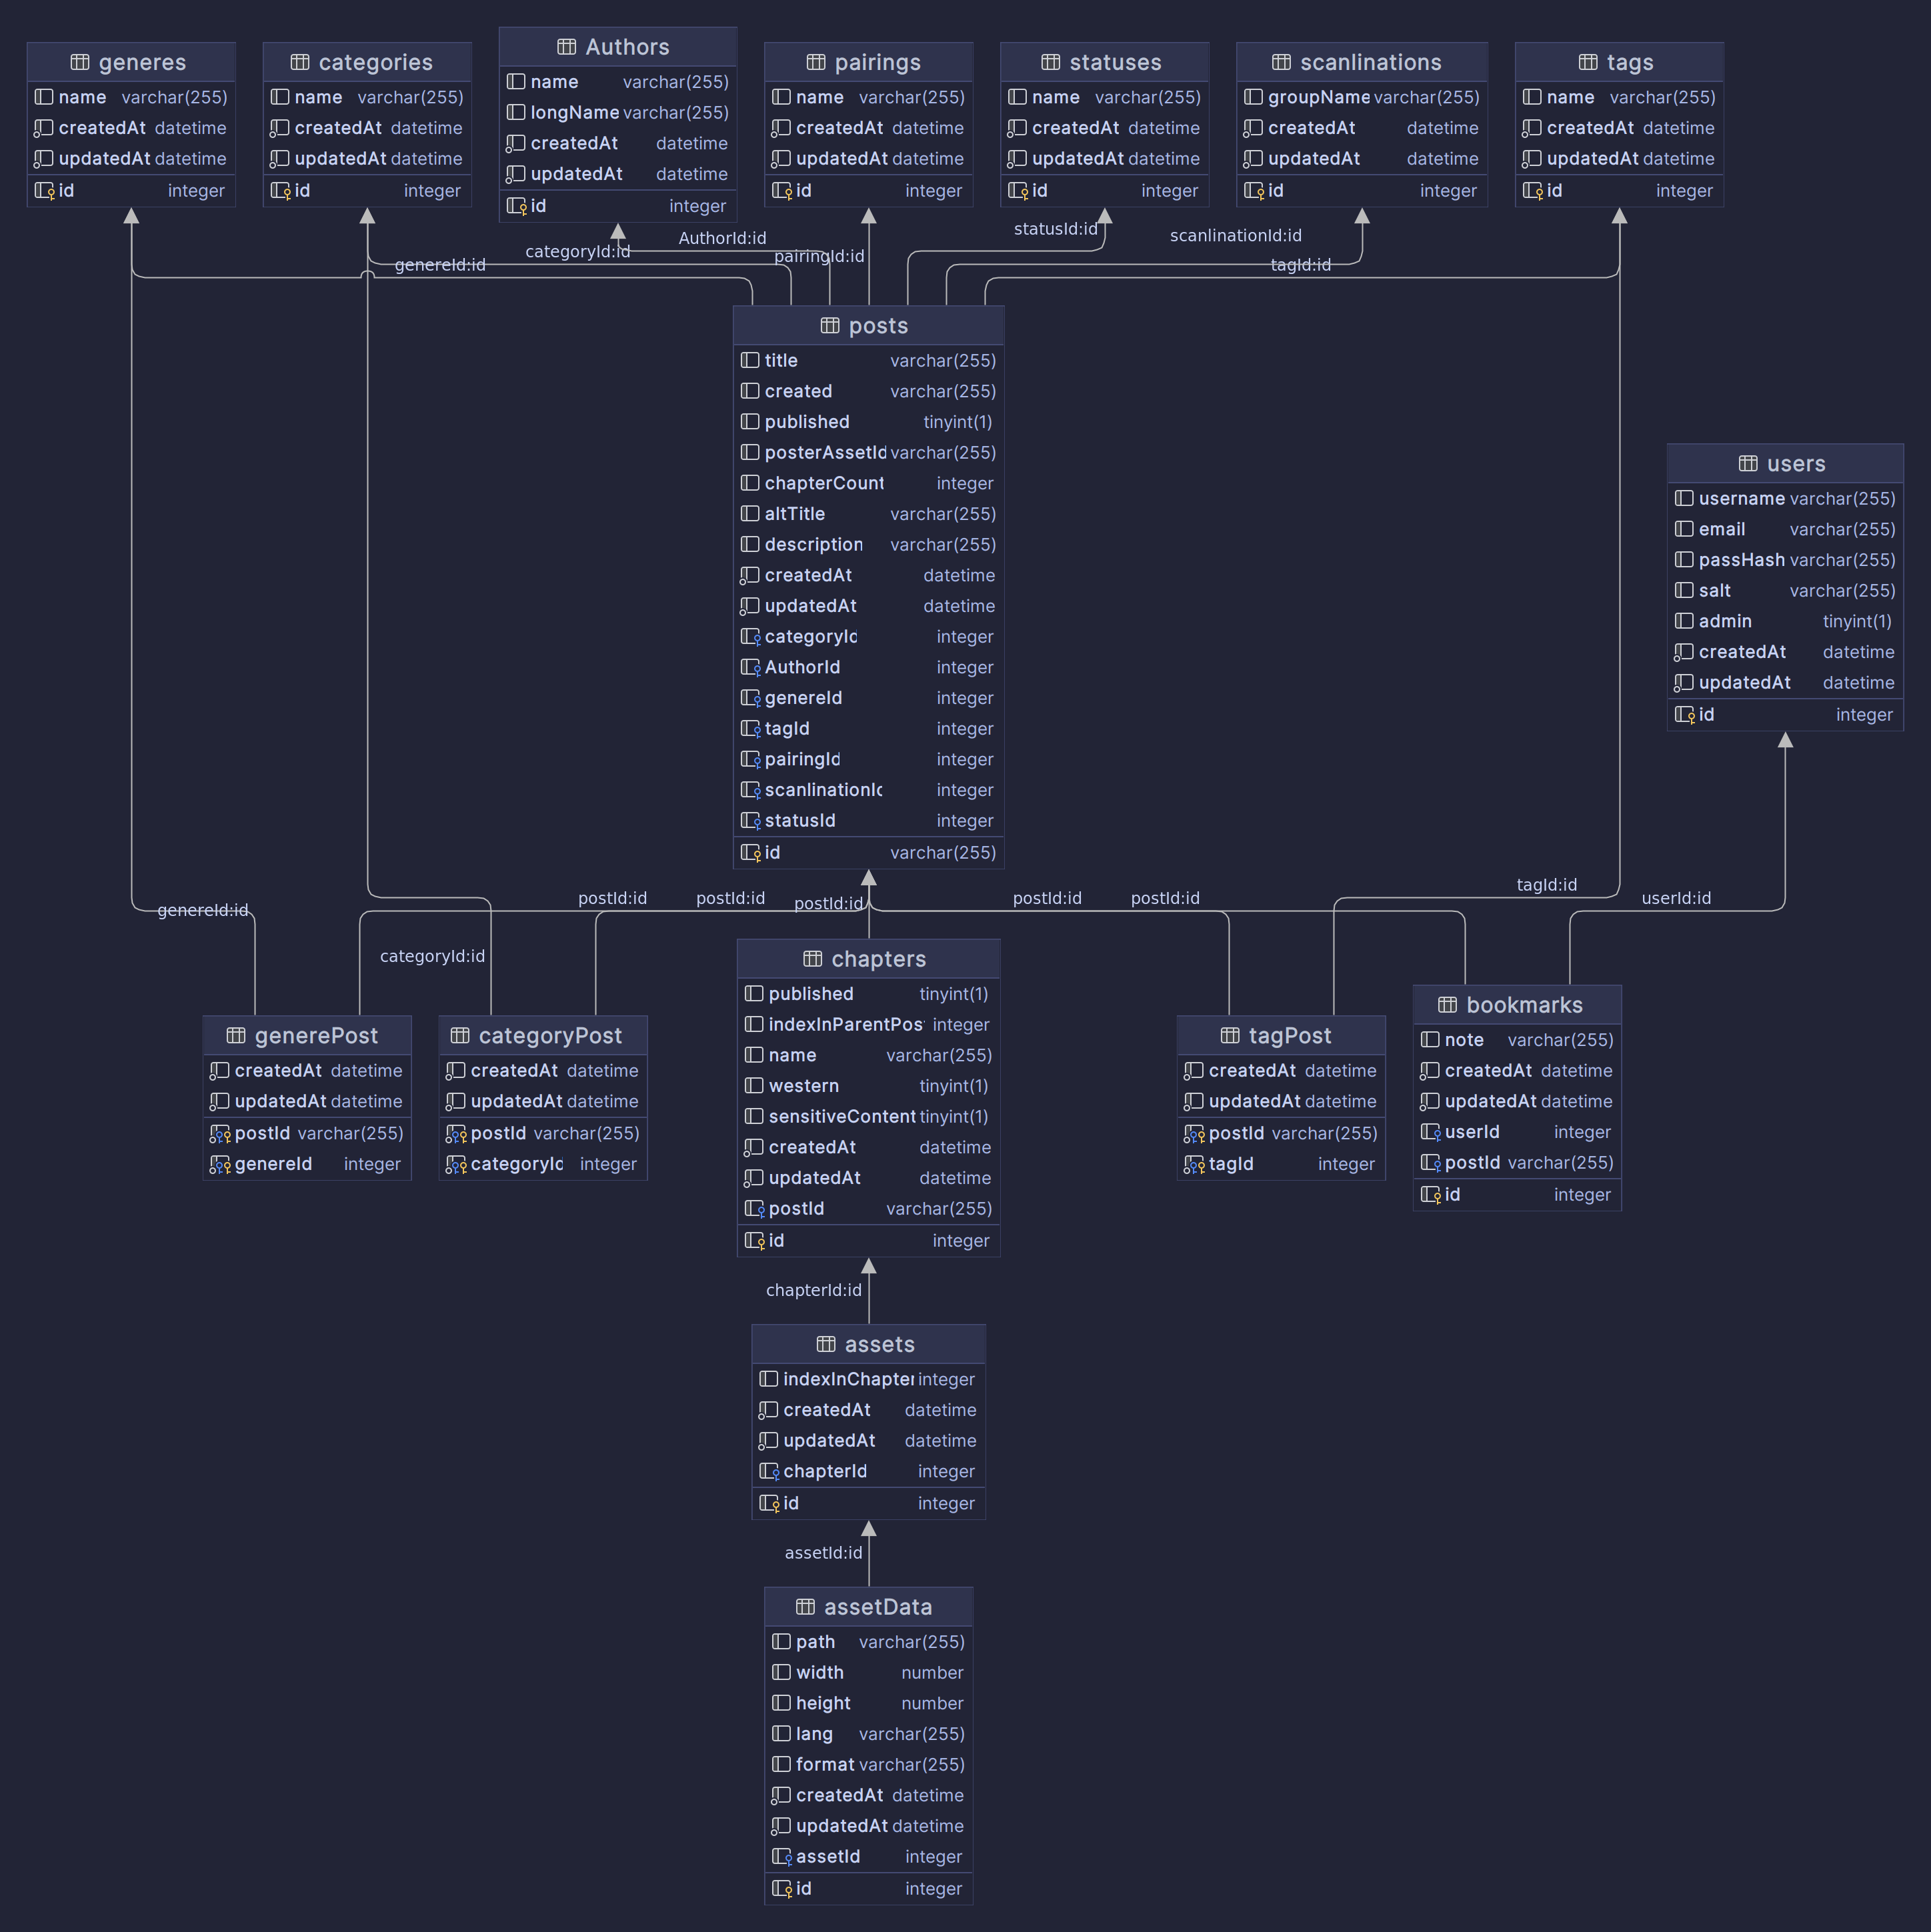 generes
name varchar(255)
createdAt datetime
updatedAt datetime
id integer
categories
name varchar(255)
createdAt datetime
updatedAt datetime
id integer
Authors
name varchar(255)
longName varchar(255)
createdAt datetime
updatedAt datetime
id integer
pairings
name varchar(255)
createdAt datetime
updatedAt datetime
id integer
statuses
name varchar(255)
createdAt datetime
updatedAt datetime
id integer
scanlinations
groupName varchar(255)
createdAt datetime
updatedAt datetime
id integer
tags
name varchar(255)
createdAt datetime
updatedAt datetime
id integer
genereId:id
categoryId:id
AuthorId:id
pairingId:id
statusId:id
scanlinationId:id
tagId:id
posts
title varchar(255)
created varchar(255)
published tinyint(1)
posterAssetId varchar(255)
chapterCount integer
altTitle varchar(255)
description varchar(255)
createdAt datetime
updatedAt datetime
categoryId integer
AuthorId integer
genereId integer
tagId integer
pairingId integer
scanlinationId integer
statusId integer
id varchar(255)
users
username varchar(255)
email varchar(255)
passHash varchar(255)
salt varchar(255)
admin tinyint(1)
createdAt datetime
updatedAt datetime
id integer
genereId:id
categoryId:id
postId:id
postId:id
postId:id
postId:id
postId:id
tagId:id
userId:id
generePost
createdAt datetime
updatedAt datetime
postId varchar(255)
genereId integer
categoryPost
createdAt datetime
updatedAt datetime
postId varchar(255)
categoryId integer
chapters
published tinyint(1)
indexInParentPos integer
name varchar(255)
western tinyint(1)
sensitiveContent tinyint(1)
createdAt datetime
updatedAt datetime
postId varchar(255)
id integer
tagPost
createdAt datetime
updatedAt datetime
postId varchar(255)
tagId integer
bookmarks
note varchar(255)
createdAt datetime
updatedAt datetime
userId integer
postId varchar(255)
id integer
chapterId:id
assets
indexInChapter integer
createdAt datetime
updatedAt datetime
chapterId integer
id integer
assetId:id
assetData
path varchar(255)
width number
height number
lang varchar(255)
format varchar(255)
createdAt datetime
updatedAt datetime
assetId integer
id integer